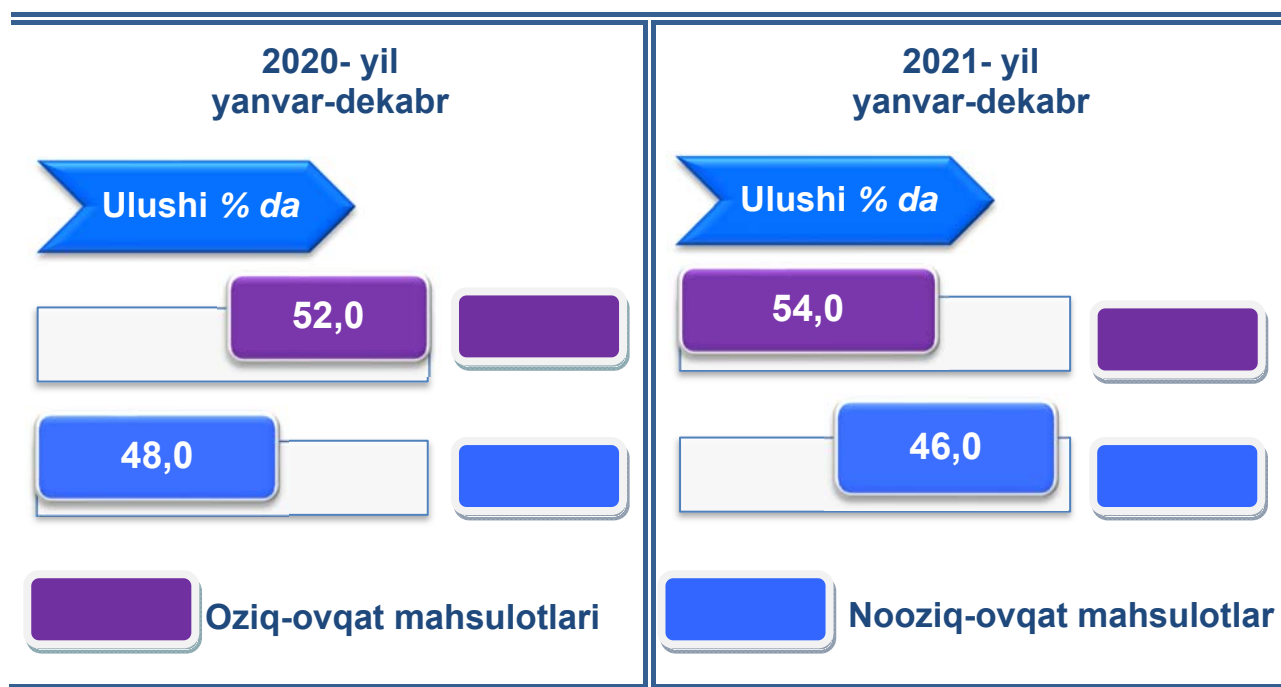 2020- yil
yanvar-dekabr
Ulushi % da
52,0
48,0
Oziq-ovqat mahsulotlari
2021- yil
yanvar-dekabr
Ulushi % da
54,0
46,0
Nooziq-ovqat mahsulotlar